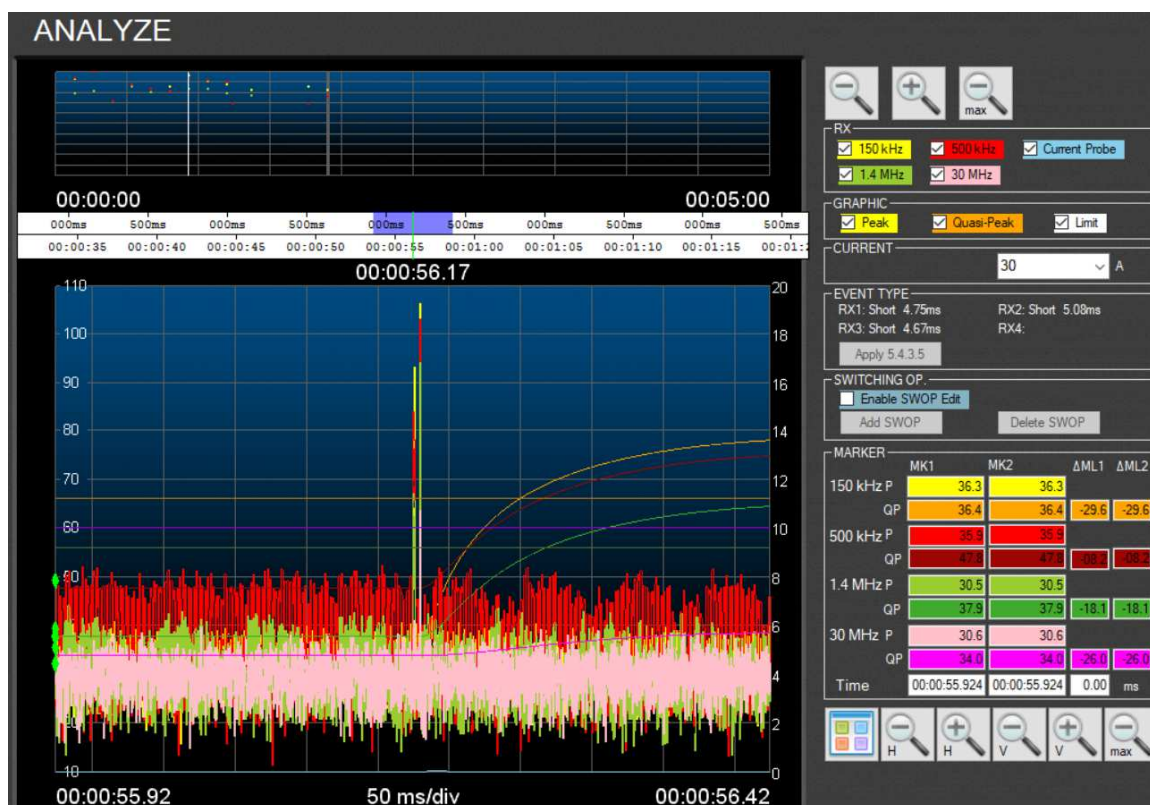 ANALYZE
00:00:00 00:05:00
000ms 500ms 000ms 500ms 000ms 500ms 000ms 500ms 000ms 500ms
00:00:35 00:00:40 00:00:45 00:00:50 00:00:55 00:01:00 00:01:05 00:01:10 00:01:15
00:00:56.17
110 20
100 18
90 16
80 14
70 12
60 10
50 8
6
4
20 2
10 0
00:00:55.92 50 ms/div 00:00:56.42
max
RX
150 kHz 500 kHz Current Probe
1.4 MHz 30 MHz
GRAPHIC
Peak Quasi-Peak Limit
CURRENT
30 A
EVENT TYPE
RX1: Short 4.75ms RX2: Short 5.08ms
RX3: Short 4.67ms RX4:
Apply 5.4.3.5
SWITCHING OP.
Enable SWOP Edit
Add SWOP Delete SWOP
MARKER
MK1 MK2 ΔML1 ΔML2
150 kHz P 36.3 36.3
QP 36.4 36.4 -29.6 -29.6
500 kHz P 35.9 35.9
QP 47.8 47.8 -08.2 -08.2
1.4 MHz P 30.5 30.5
QP 37.9 37.9 -18.1 -18.1
30 MHz P 30.6 30.6
QP 34.0 34.0 -26.0 -26.0
Time 00:00:55.924 00:00:55.924 0.00 ms
H H V V max